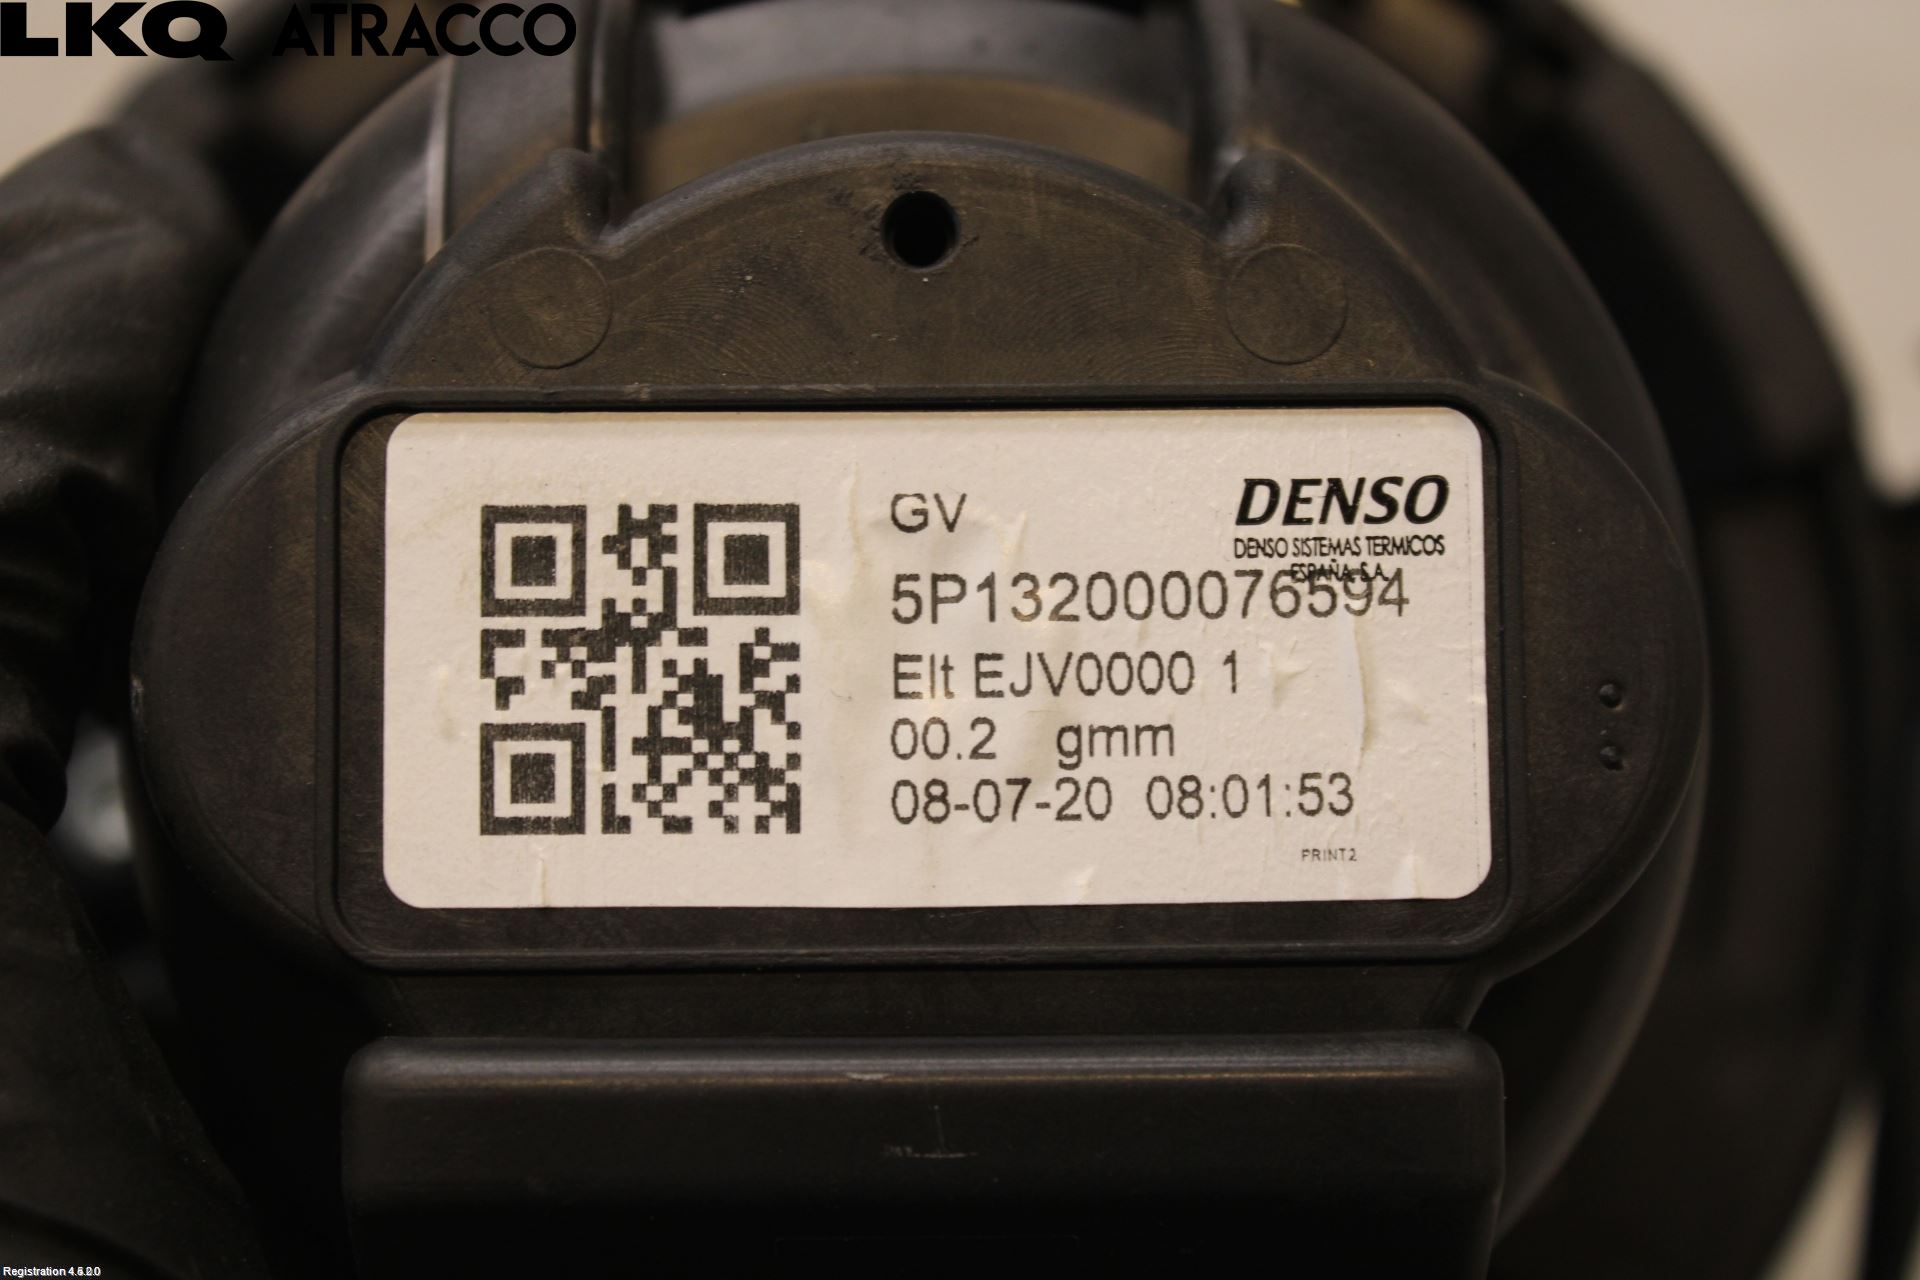 LKQ ATRACCO
GV
DENSO
DENSO SISTEMAS TERMICOS
ESPAÑA, S.A.
5P1320000076594
Elt EJV0000 1
00.2 gmm
08-07-20 08:01:53
PRINT2
Registration